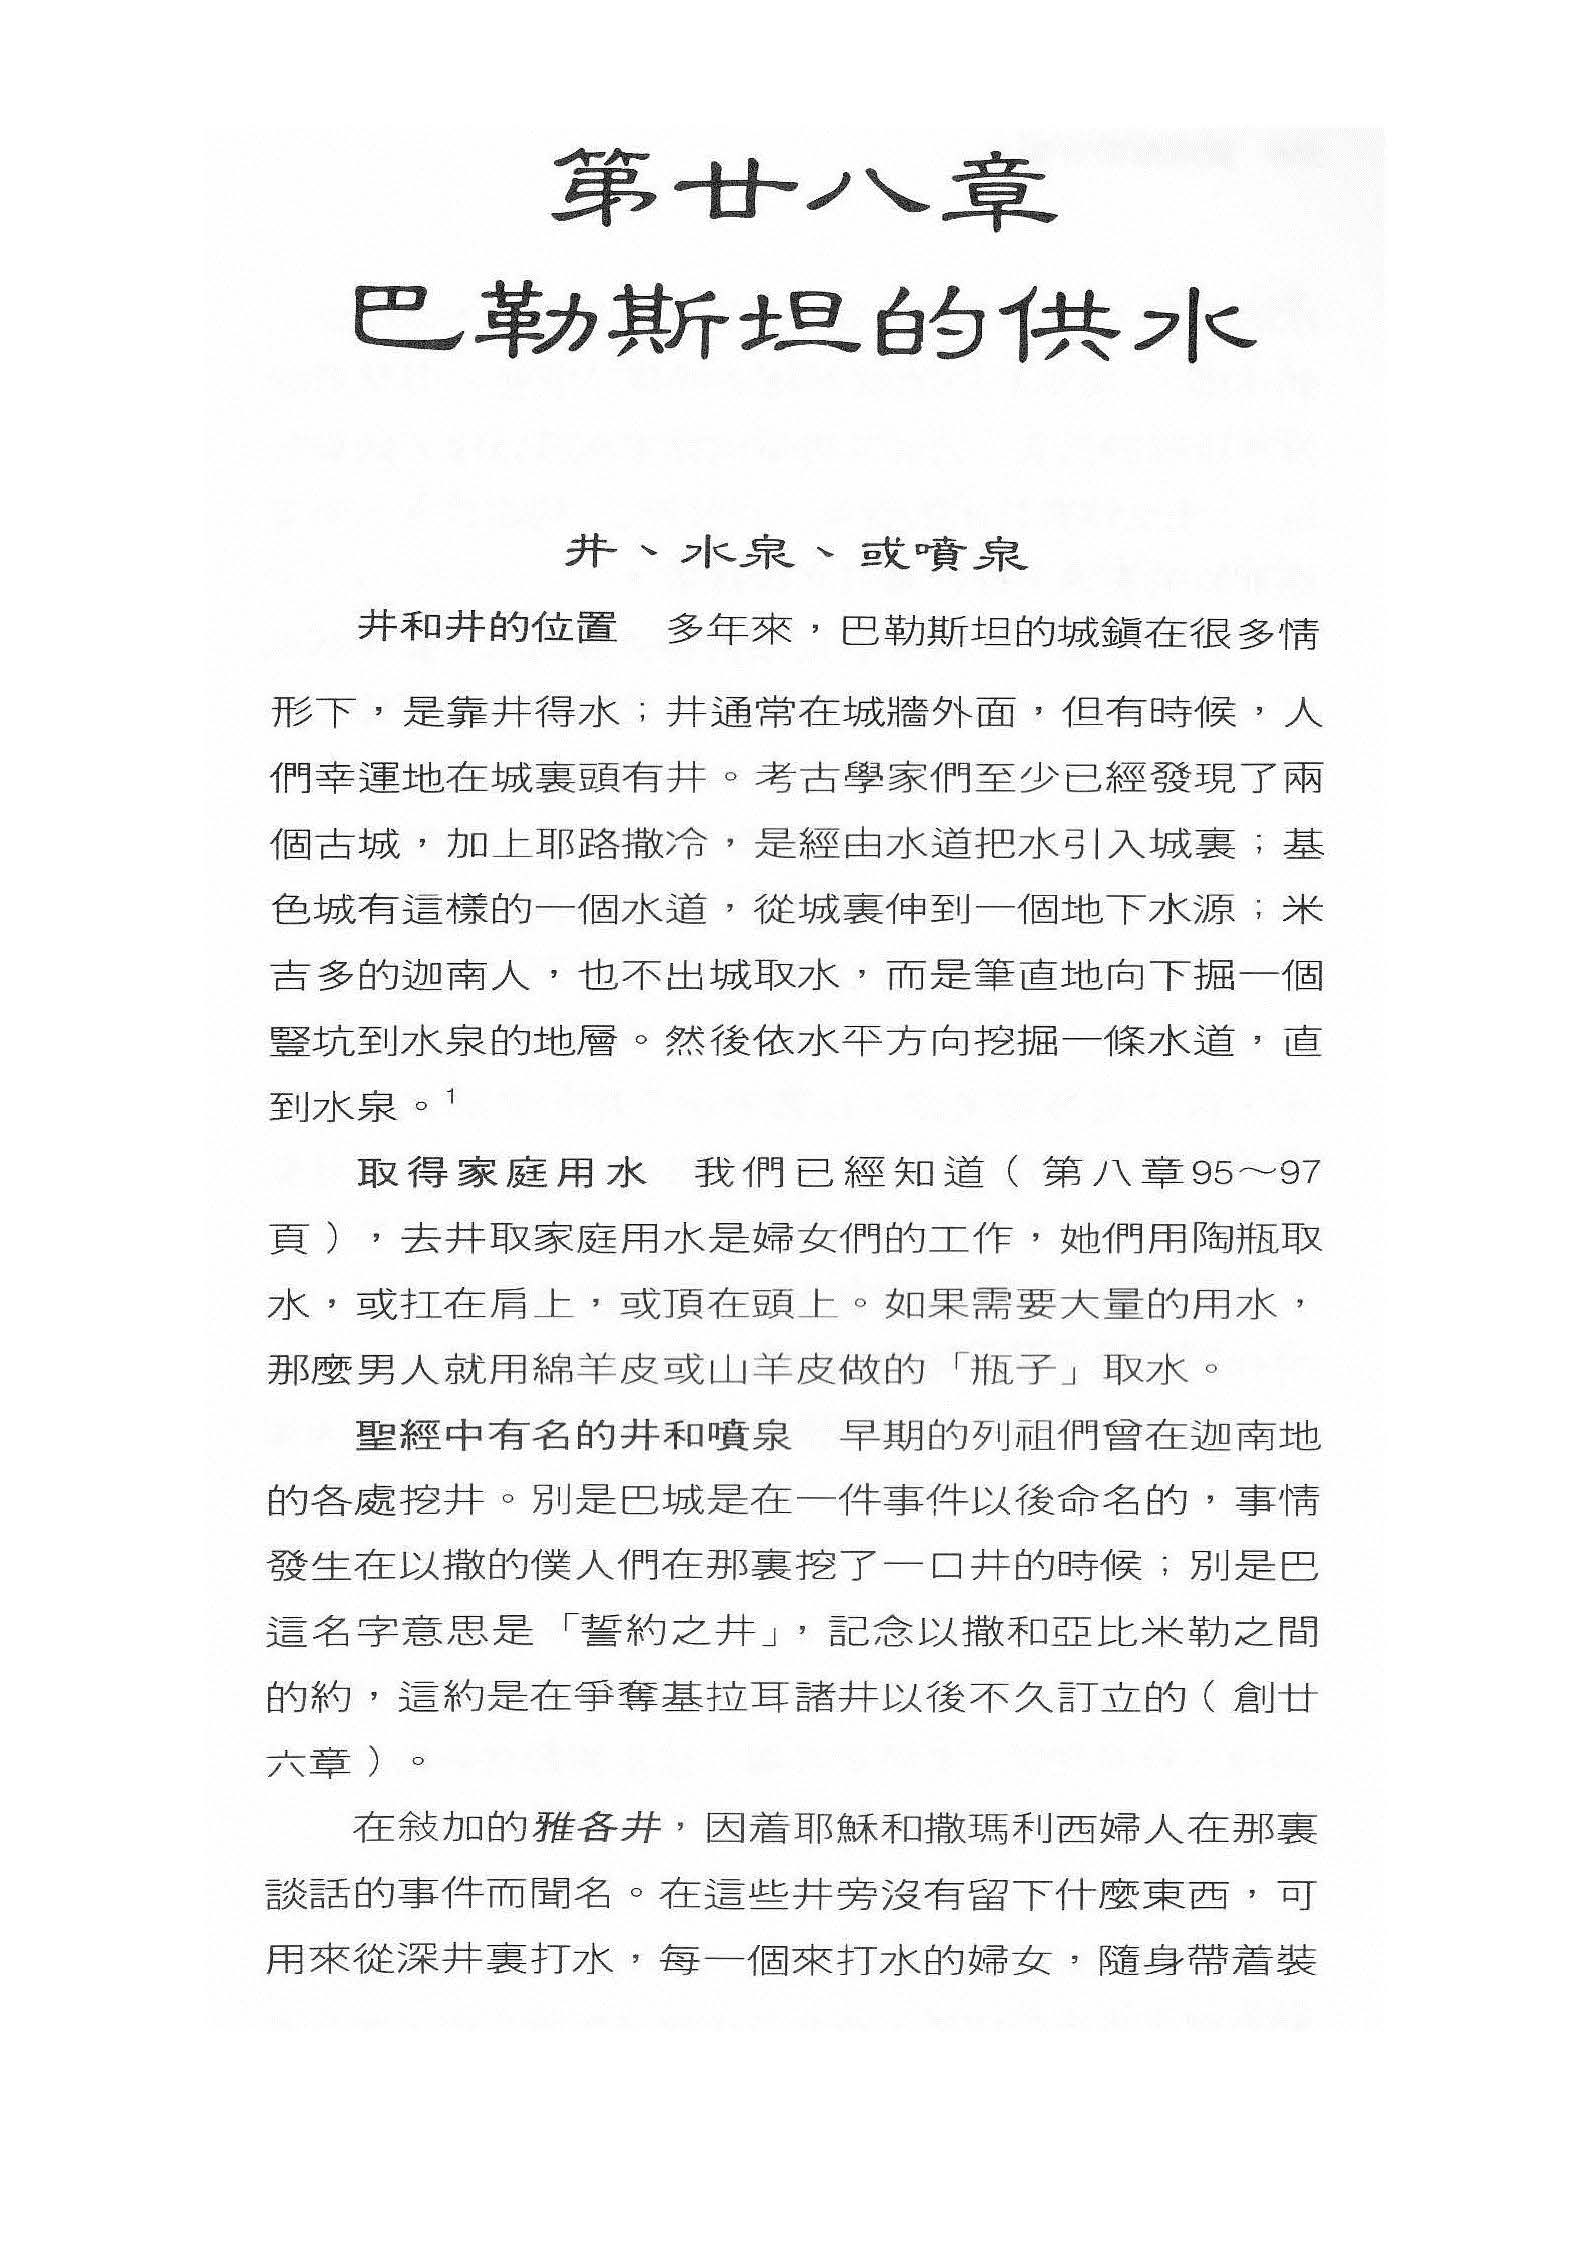 第廿八章
巴勒斯坦的供水
井、水泉、或噴泉
井和井的位置　多年來，巴勒斯坦的城鎮在很多情
形下，是靠井得水；井通常在城牆外面，但有時候，人
們幸運地在城裏頭有井。考古學家們至少已經發現了兩
個古城，加上耶路撒冷，是經由水道把水引入城裏；基
色城有這樣的一個水道，從城裏伸到一個地下水源；米
吉多的迦南人，也不出城取水，而是筆直地向下掘一個
豎坑到水泉的地層。然後依水平方向挖掘一條水道，直
到水泉。1
取得家庭用水　我們已經知道（第八章95～97
頁），去井取家庭用水是婦女們的工作，她們用陶瓶取
水，或扛在肩上，或頂在頭上。如果需要大量的用水，
那麼男人就用綿羊皮或山羊皮做的「瓶子」取水。
聖經中有名的井和噴泉　早期的列祖們曾在迦南地
的各處挖井。別是巴城是在一件事件以後命名的，事情
發生在以撒的僕人們在那裏挖了一口井的時候；別是巴
這名字意思是「誓約之井」，記念以撒和亞比米勒之間
的約，這約是在爭奪基拉耳諸井以後不久訂立的（創廿
六章）。
在敍加的雅各井，因着耶穌和撒瑪利西婦人在那裏
談話的事件而聞名。在這些井旁沒有留下什麼東西，可
用來從深井裏打水，每一個來打水的婦女，隨身帶着裝